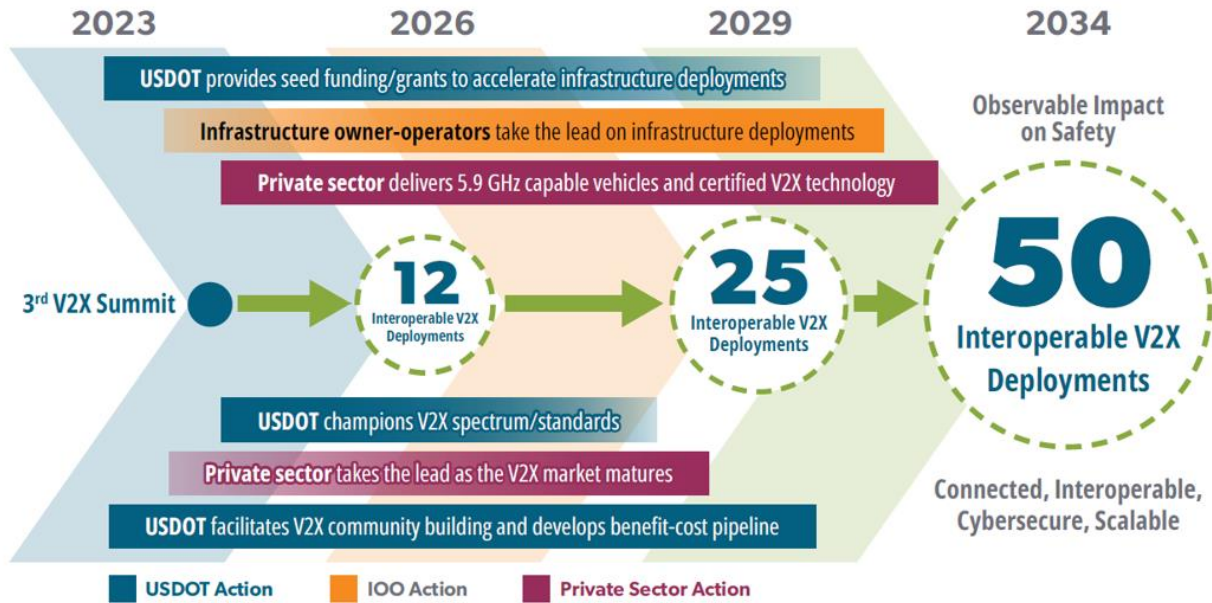 2023 2026 2029 2034
USDOT provides seed funding/grants to accelerate infrastructure deployments
Infrastructure owner-operators take the lead on infrastructure deployments
Private sector delivers 5.9 GHz capable vehicles and certified V2X technology
Observable Impact
on Safety
3rd V2X Summit
12
Interoperable V2X
Deployments
25
Interoperable V2X
Deployments
50
Interoperable V2X
Deployments
USDOT champions V2X spectrum/standards
Private sector takes the lead as the V2X market matures
USDOT facilitates V2X community building and develops benefit-cost pipeline
Connected, Interoperable,
Cybersecure, Scalable
USDOT Action IOO Action Private Sector Action